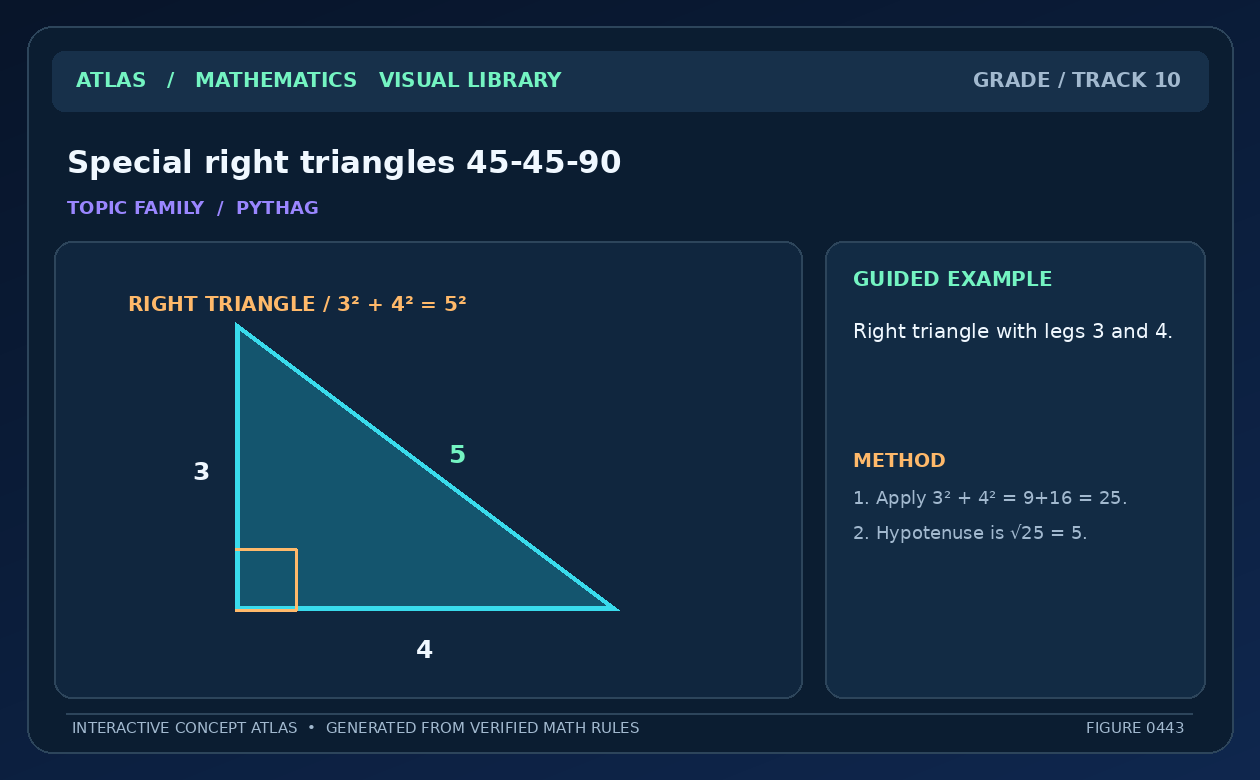 ATLAS / MATHEMATICS VISUAL LIBRARY
GRADE / TRACK 10
Special right triangles 45-45-90
TOPIC FAMILY / PYTHAG
RIGHT TRIANGLE / 3² + 4² = 5²
3
5
4
GUIDED EXAMPLE
Right triangle with legs 3 and 4.
METHOD
1. Apply 3² + 4² = 9+16 = 25.
2. Hypotenuse is √25 = 5.
INTERACTIVE CONCEPT ATLAS • GENERATED FROM VERIFIED MATH RULES
FIGURE 0443